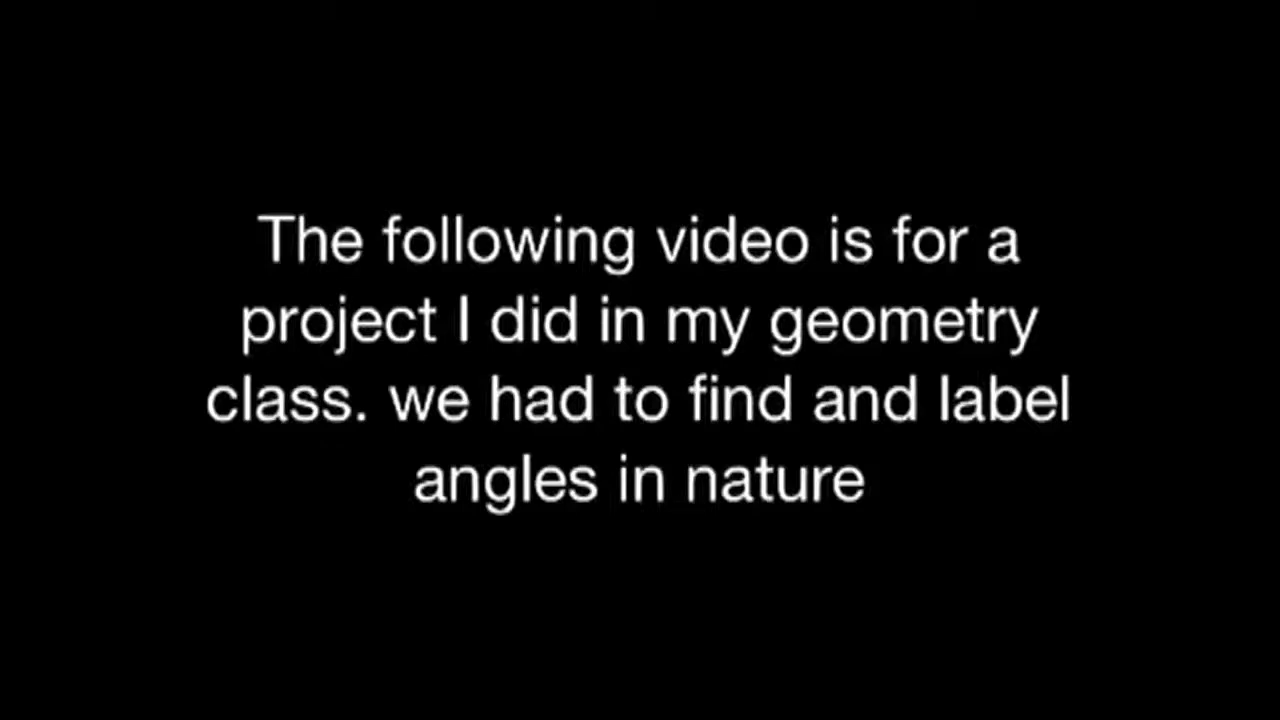 The following video is for a
project I did in my geometry
class. we had to find and label
angles in nature